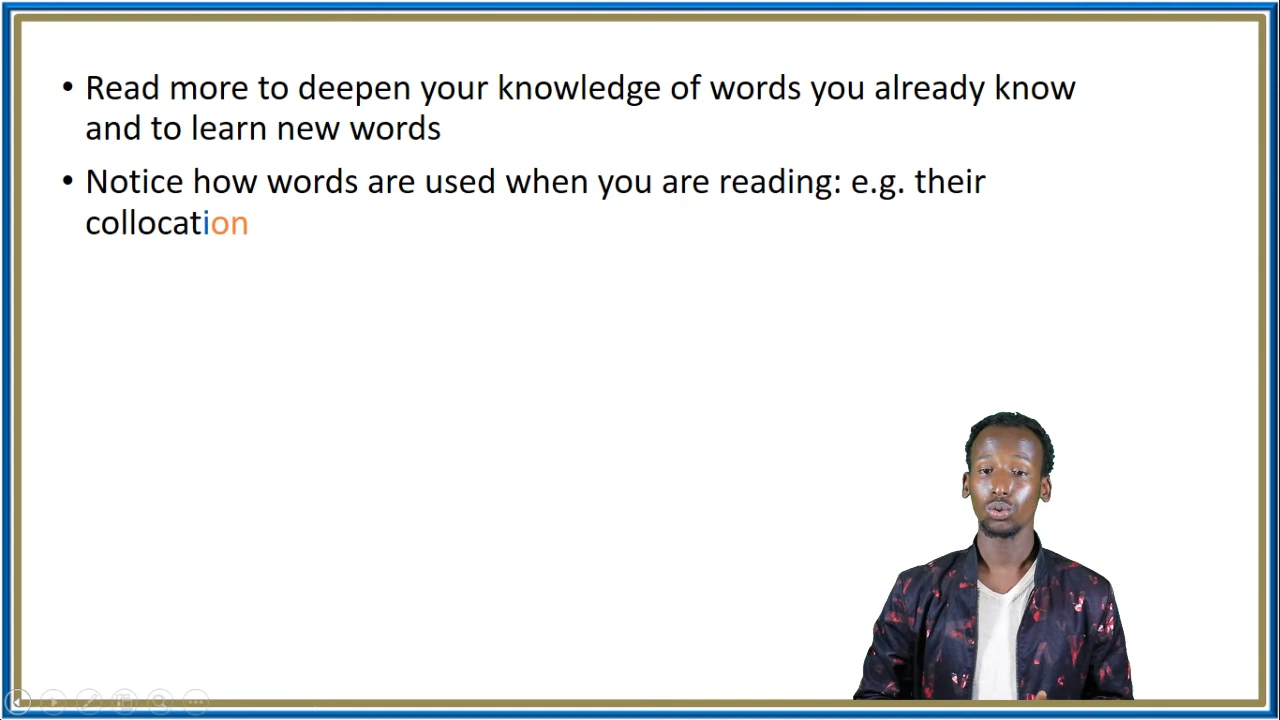 • Read more to deepen your knowledge of words you already know
and to learn new words
• Notice how words are used when you are reading: e.g. their
collocation